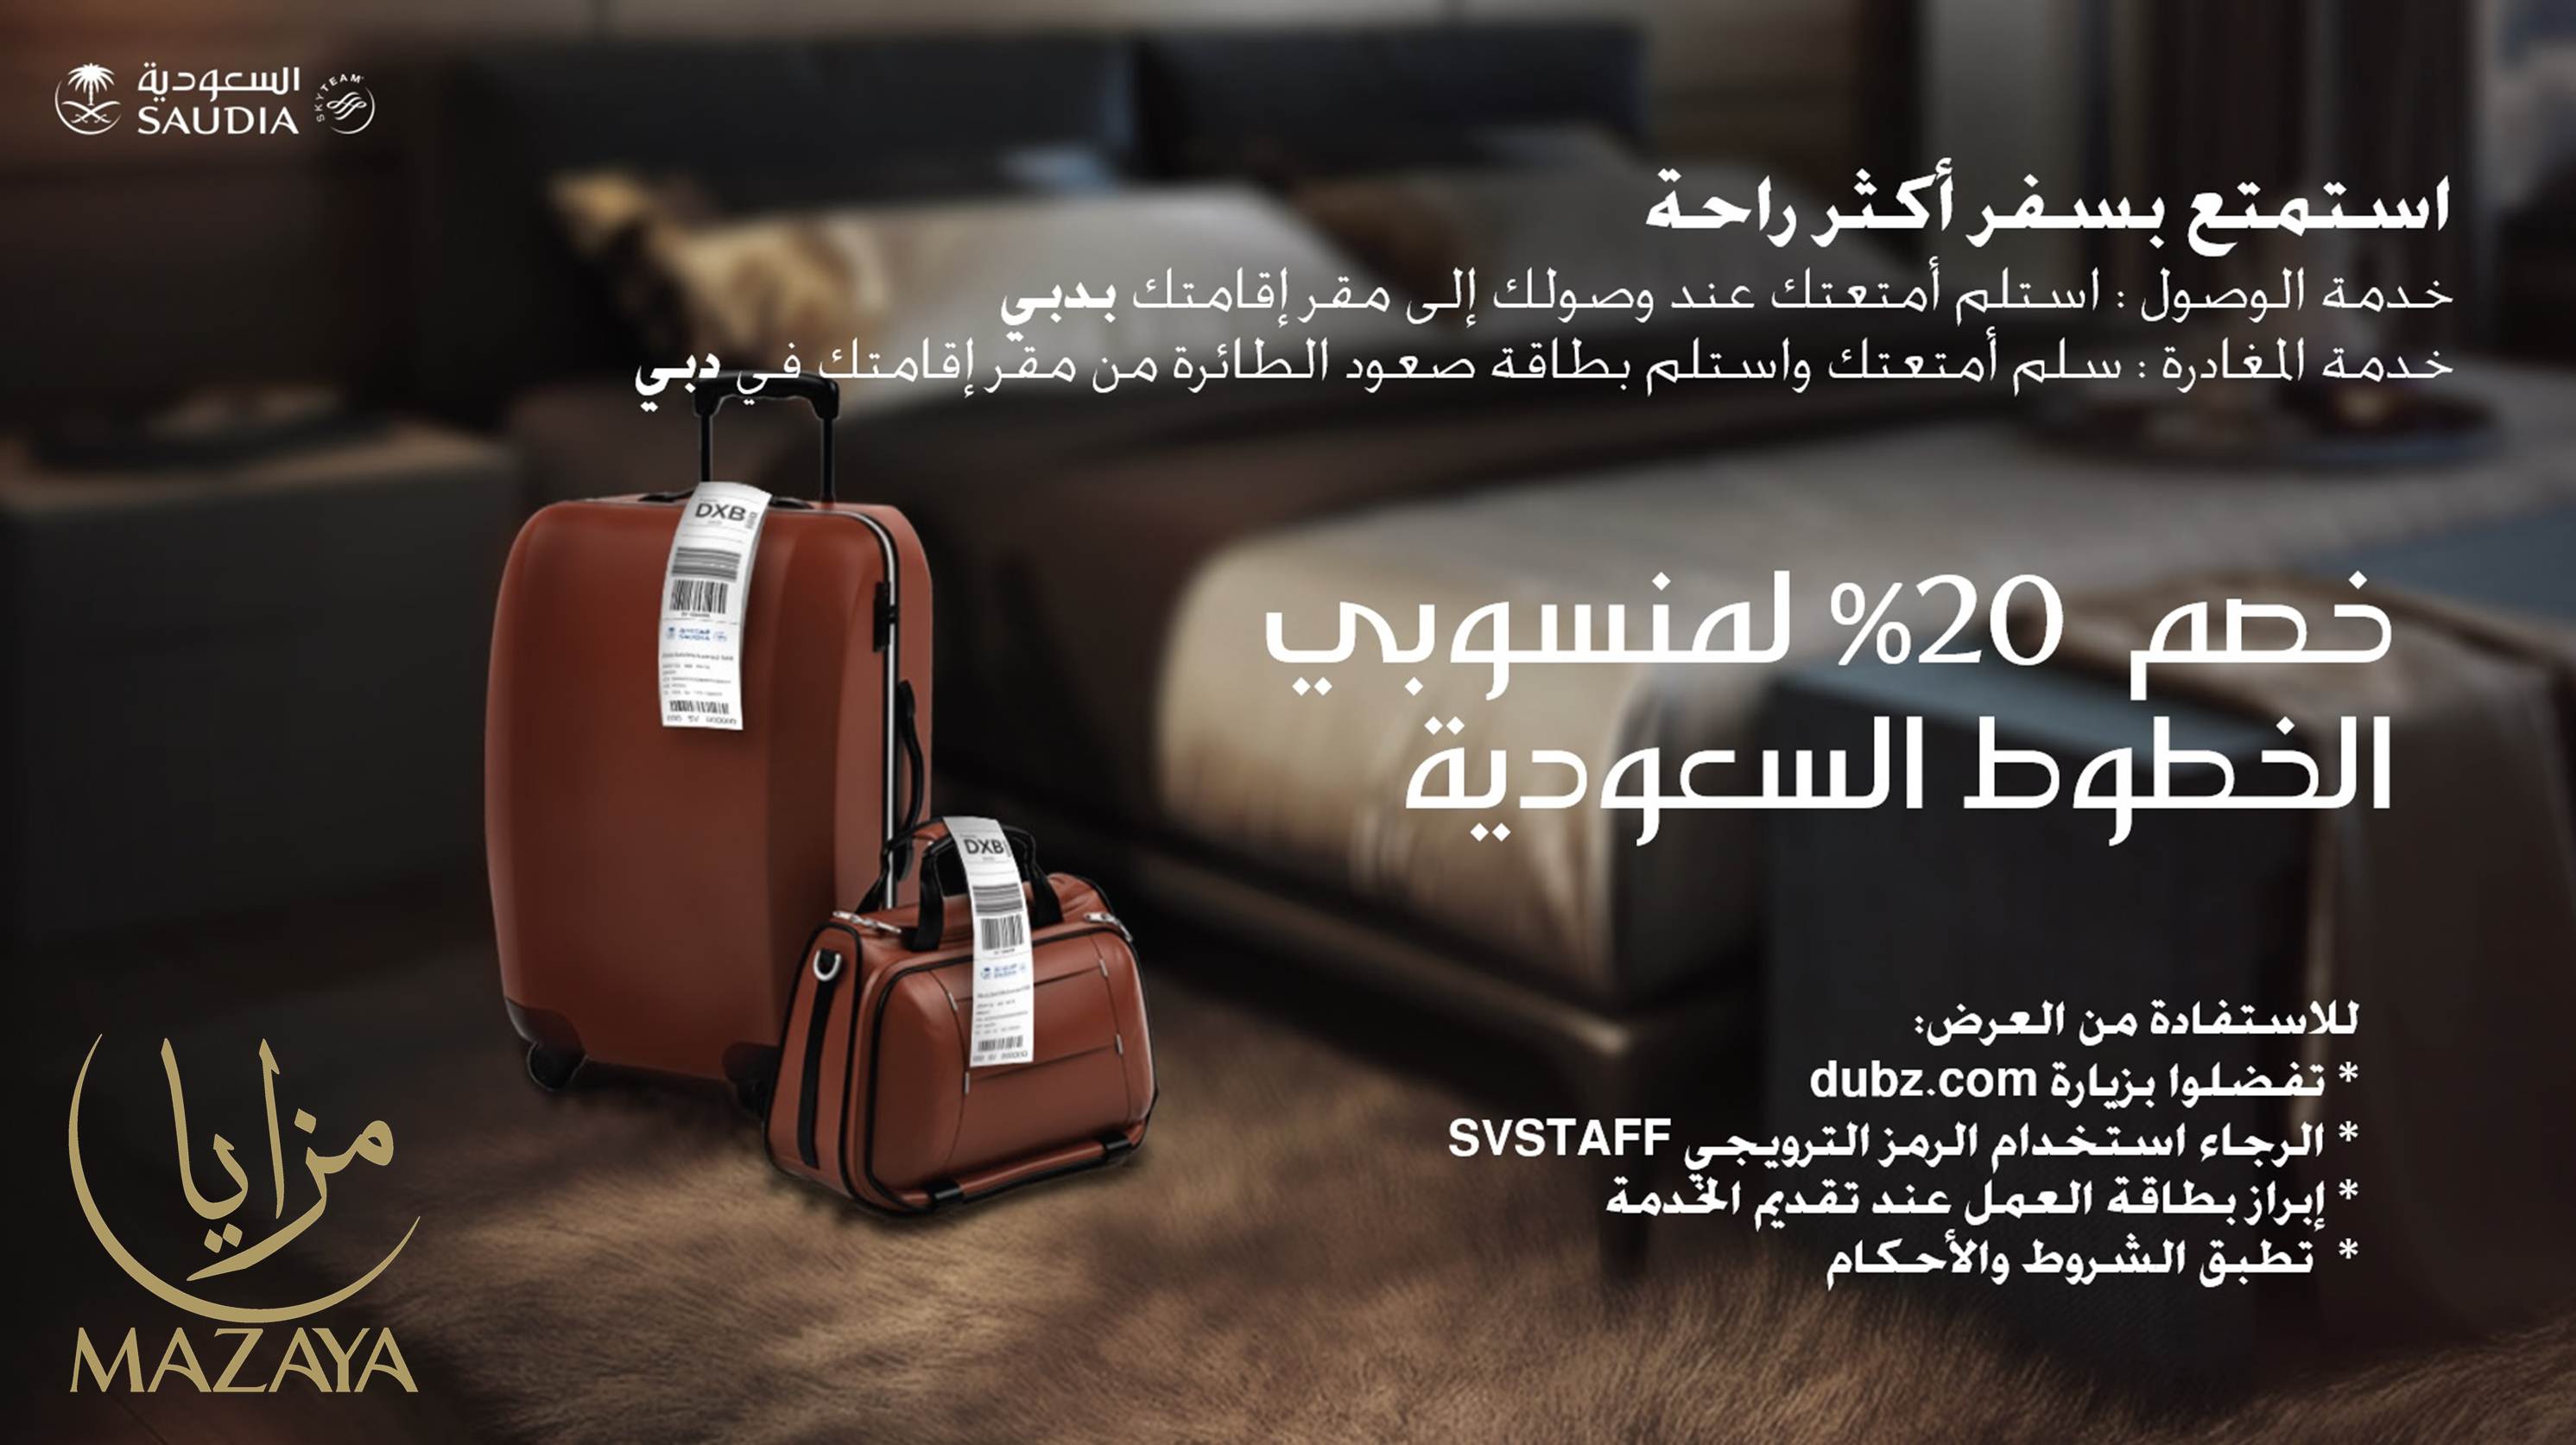 السعودية
SAUDIA
SKYTEAM
استمتع بسفر أكثر راحة
خدمة الوصول : استلم أمتعتك عند وصولك إلى مقر إقامتك بدبي
خدمة المغادرة : سلم أمتعتك واستلم بطاقة صعود الطائرة من مقر إقامتك في دبي
DXB
السعودية
SAUDIA
خصم 20% لمنسوبي
الخطوط السعودية
DXB
للاستفادة من العرض:
* تفضلوا بزيارة dubz.com
* الرجاء استخدام الرمز الترويجي SVSTAFF
* إبراز بطاقة العمل عند تقديم الخدمة
* تطبق الشروط والأحكام
مزايا
MAZAYA